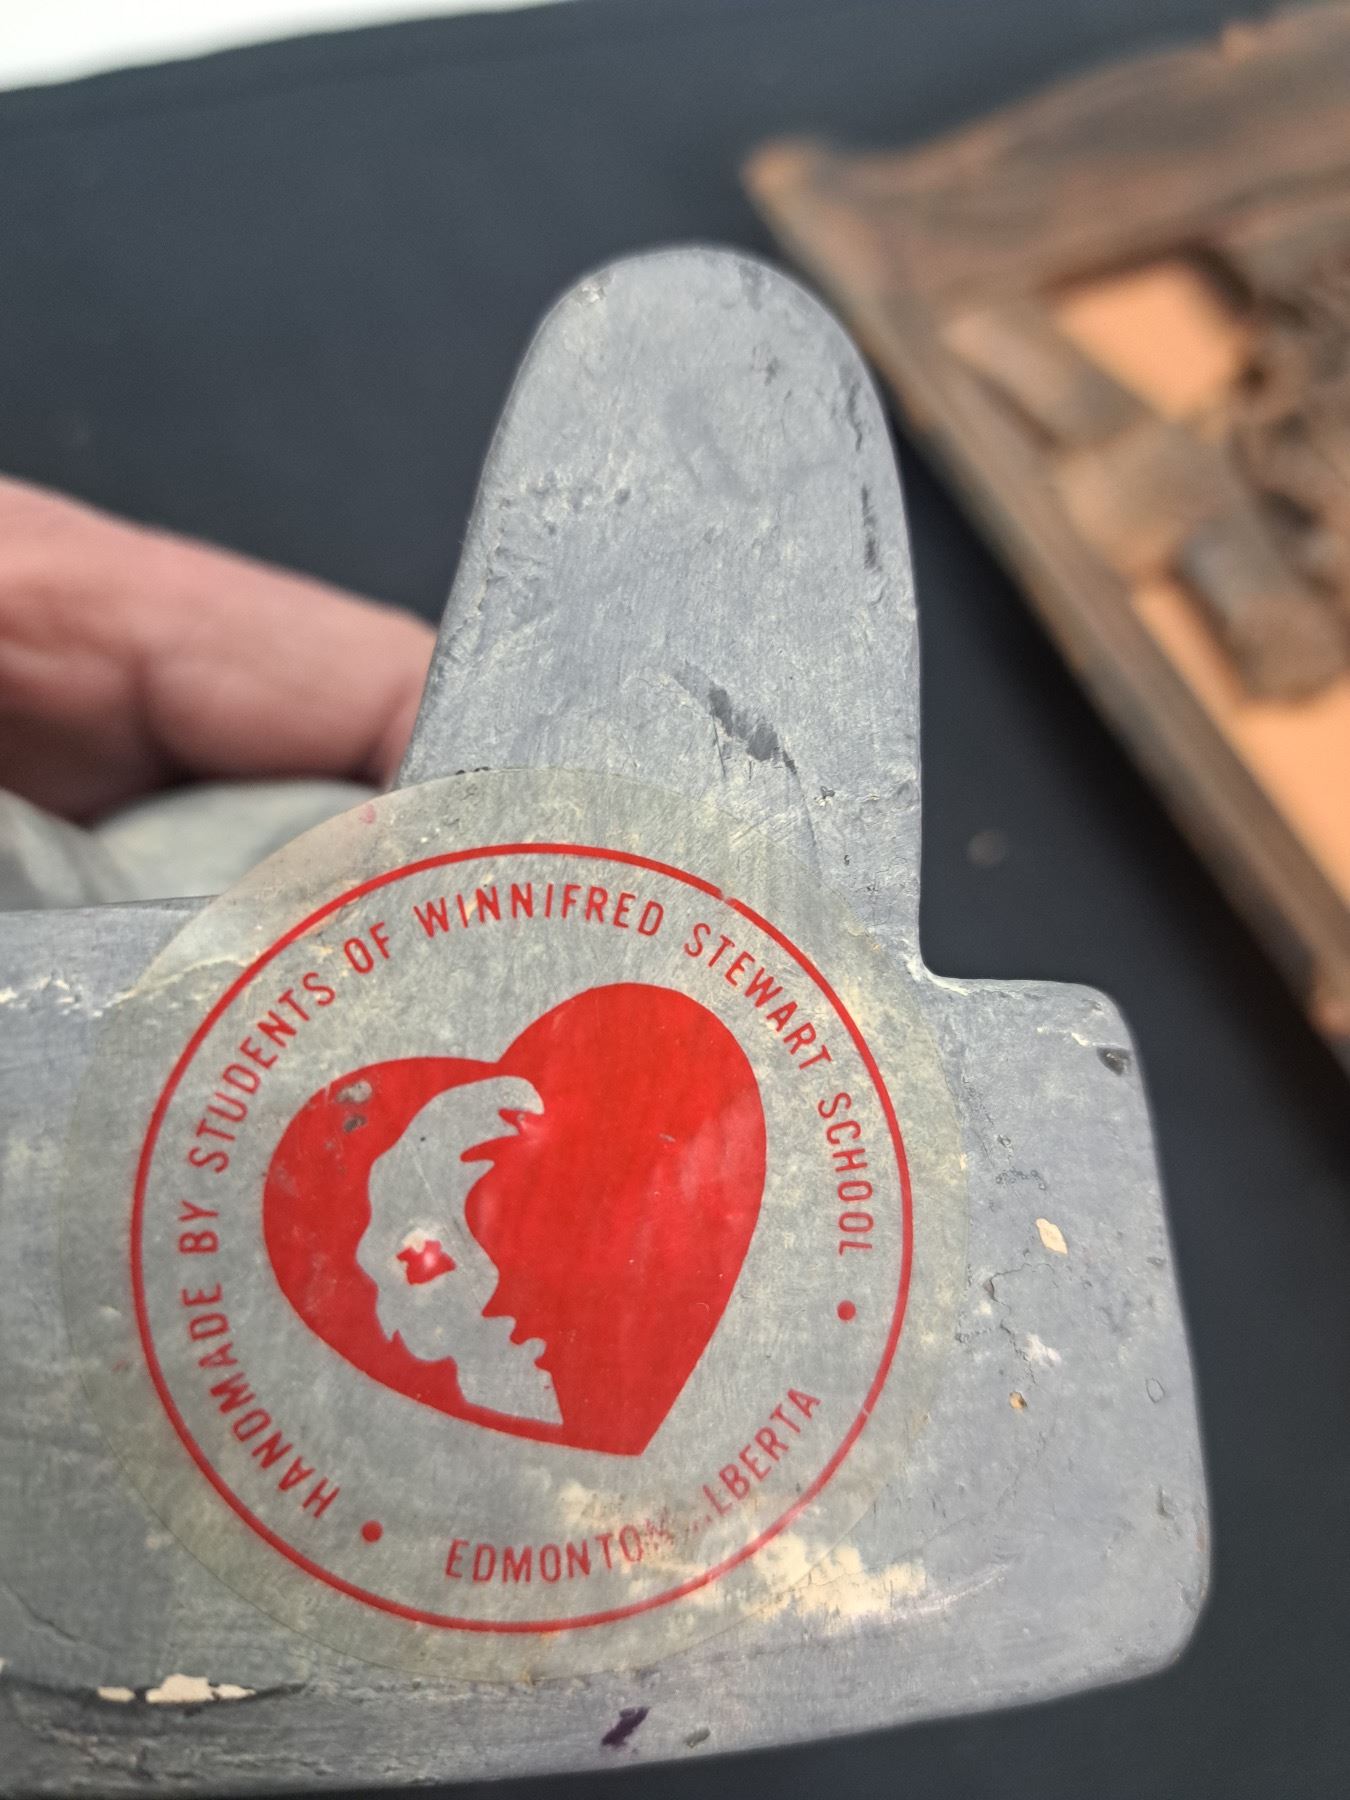 HANDMADE BY STUDENTS OF WINNIFRED STEWART SCHOOL
EDMONTON ALBERTA